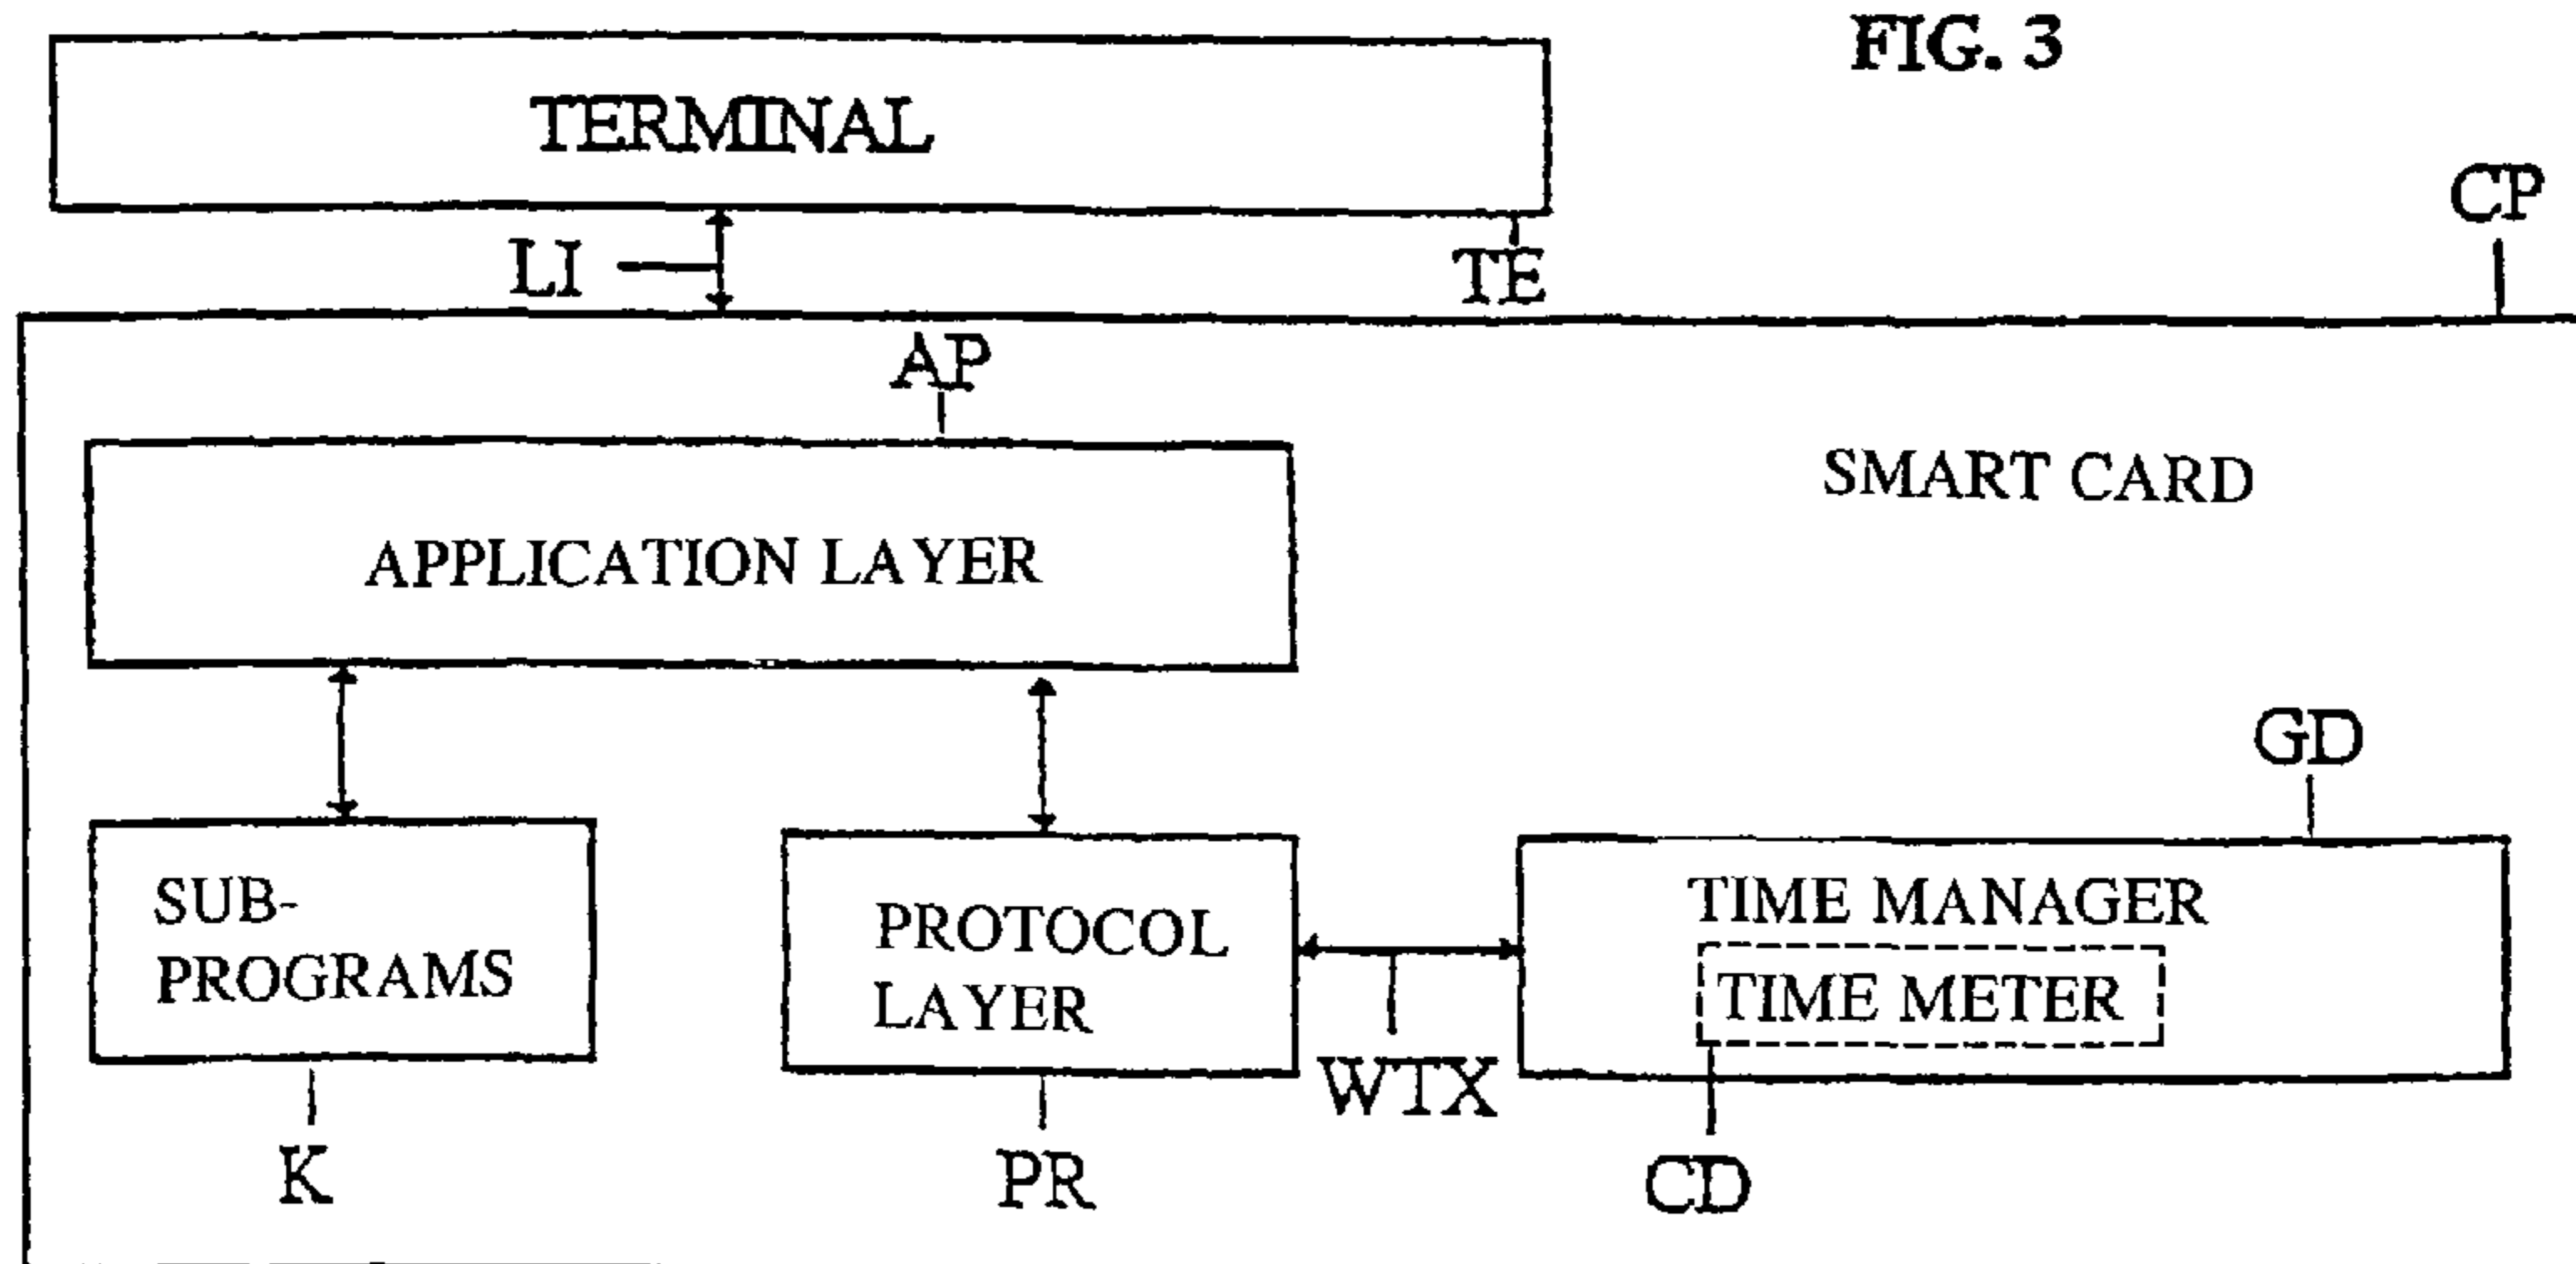 FIG. 3
TERMINAL
CP
LI
TE
AP
SMART CARD
APPLICATION LAYER
GD
SUB-
PROGRAMS
PROTOCOL
LAYER
TIME MANAGER
TIME METER
WTX
K
PR
CD